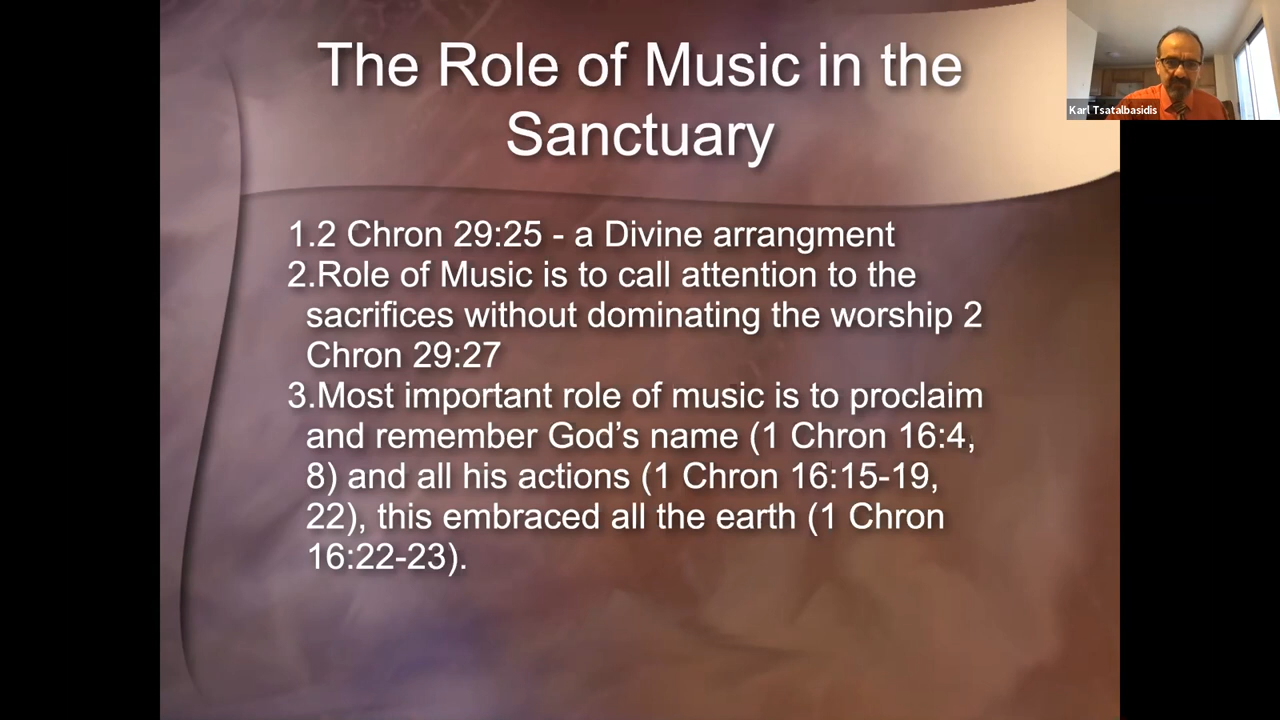 The Role of Music in the
Sanctuary
Karl Tsatalbasidis
1.2 Chron 29:25 - a Divine arrangment
2.Role of Music is to call attention to the
sacrifices without dominating the worship 2
Chron 29:27
3.Most important role of music is to proclaim
and remember God’s name (1 Chron 16:4,
8) and all his actions (1 Chron 16:15-19,
22), this embraced all the earth (1 Chron
16:22-23).